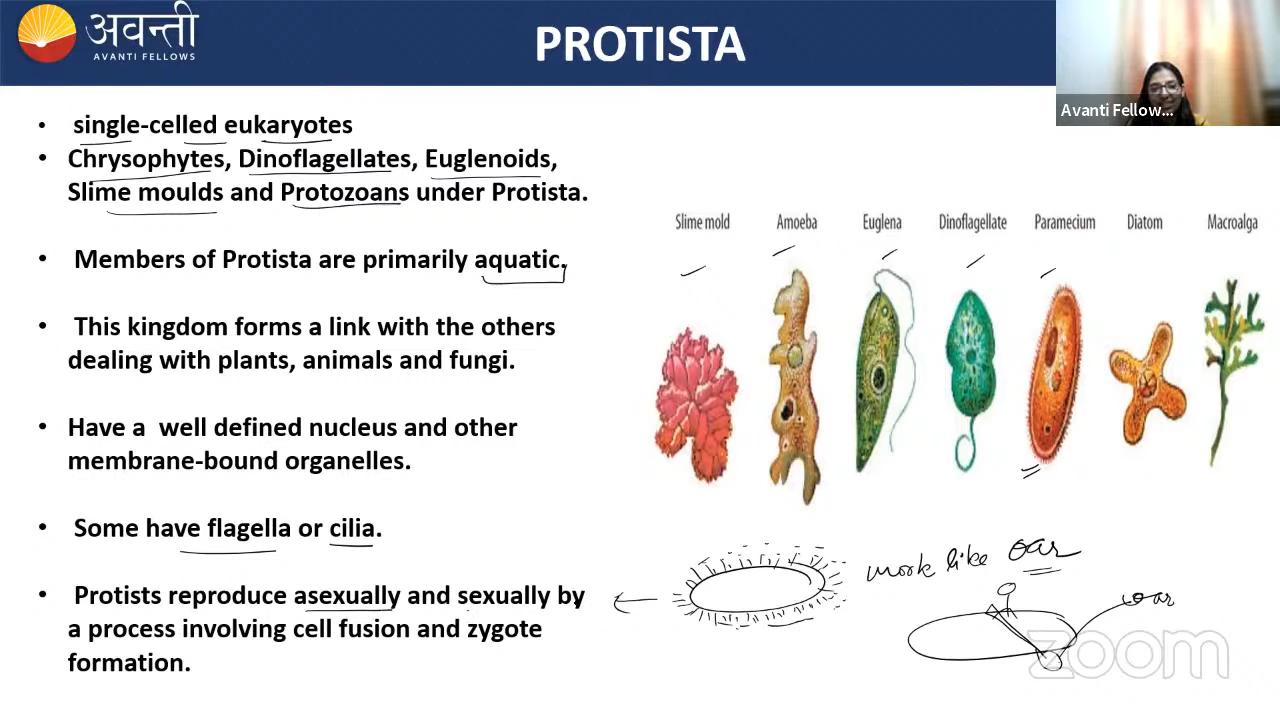 अवन्ती
AVANTI FELLOWS
PROTISTA
Avanti Fellow...
• single-celled eukaryotes
• Chrysophytes, Dinoflagellates, Euglenoids,
Slime moulds and Protozoans under Protista.
• Members of Protista are primarily aquatic.
• This kingdom forms a link with the others
dealing with plants, animals and fungi.
• Have a well defined nucleus and other
membrane-bound organelles.
• Some have flagella or cilia.
• Protists reproduce asexually and sexually by
a process involving cell fusion and zygote
formation.
Slime mold Amoeba Euglena Dinoflagellate Paramecium Diatom Macroalga
work like oar
oar
zoom